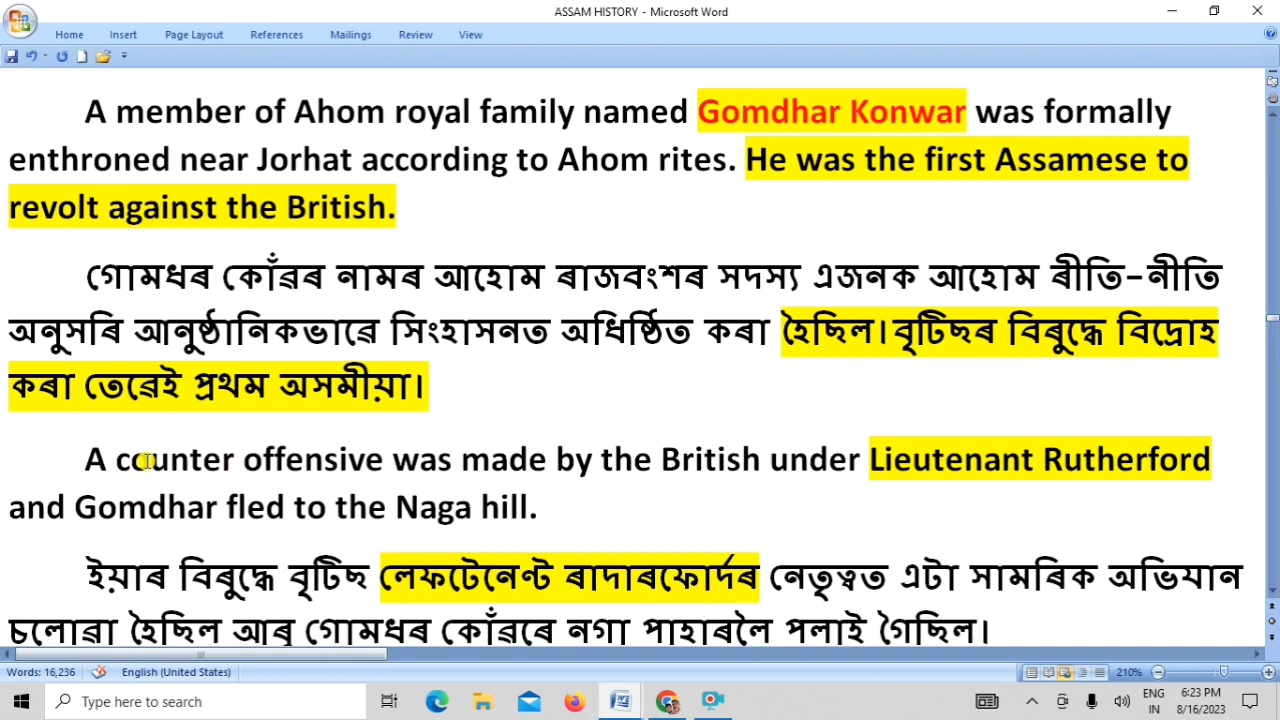 ASSAM HISTORY - Microsoft Word
Home Insert Page Layout References Mailings Review View
A member of Ahom royal family named Gomdhar Konwar was formally
enthroned near Jorhat according to Ahom rites. He was the first Assamese to
revolt against the British.
গোমধৰ কোঁৱৰ নামৰ আহোম ৰাজবংশৰ সদস্য এজনক আহোম ৰীতি-নীতি
অনুসৰি আনুষ্ঠানিকভাৱে সিংহাসনত অধিষ্ঠিত কৰা হৈছিল। বৃটিছৰ বিৰুদ্ধে বিদ্ৰোহ
কৰা তেৱেই প্ৰথম অসমীয়া।
A counter offensive was made by the British under Lieutenant Rutherford
and Gomdhar fled to the Naga hill.
ইয়াৰ বিৰুদ্ধে বৃটিছ লেফটেনেণ্ট ৰাদাৰফোৰ্দৰ নেতৃত্বত এটা সামৰিক অভিযান
চলোৱা হৈছিল আৰু গোমধৰ কোঁৱৰে নগা পাহাৰলৈ পলাই গৈছিল।
Words: 16,236 English (United States) 210%
Type here to search ENG 6:23 PM
IN 8/16/2023